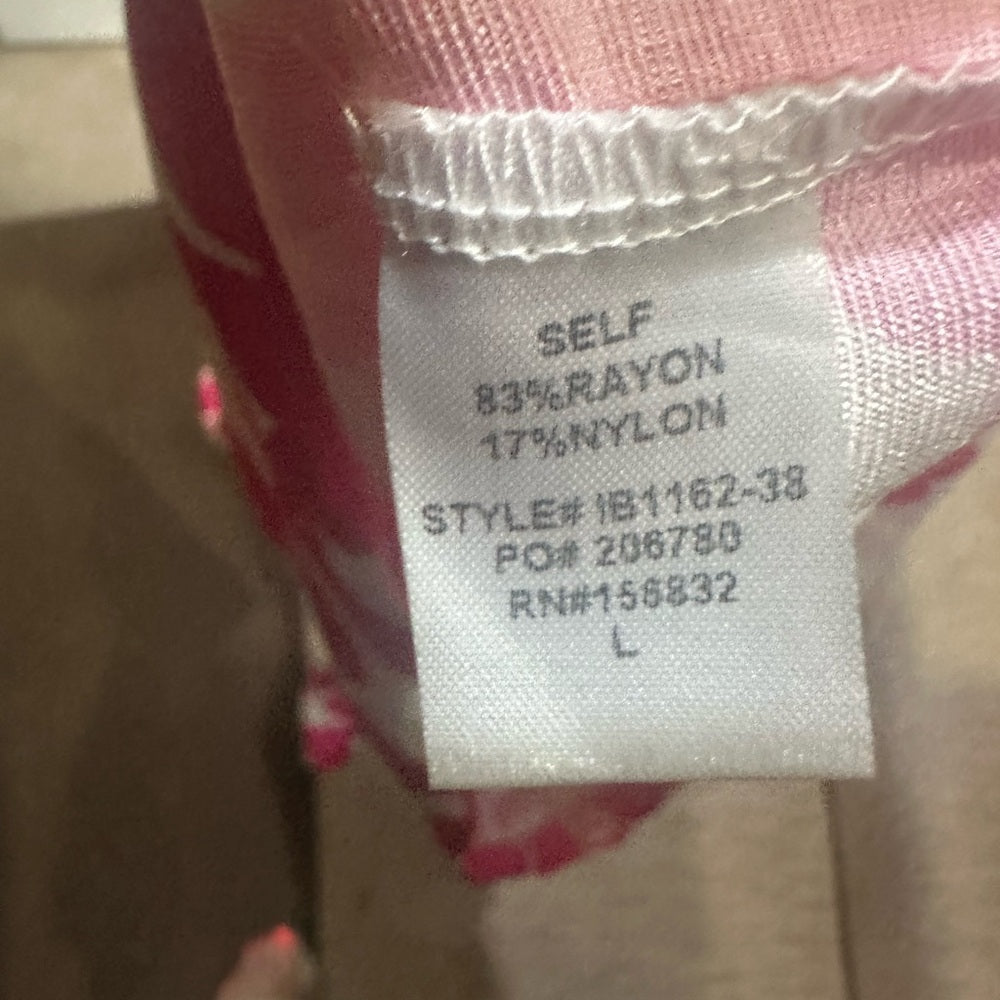 SELF
83%RAYON
17%NYLON
STYLE# IB1162-38
PO# 206780
RN#156832
L